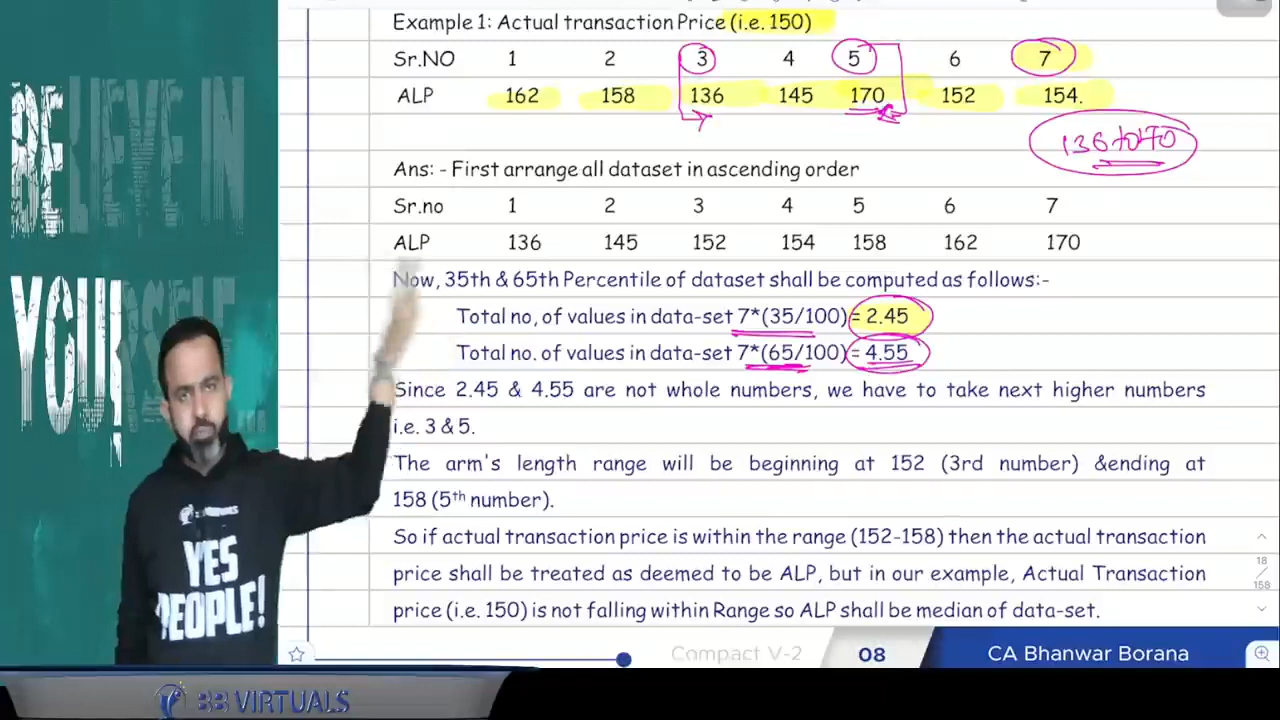 BELIEVE IN
YOURSELF
YES
PEOPLE!
Example 1: Actual transaction Price (i.e. 150)
Sr.NO 1 2 3 4 5 6 7
ALP 162 158 136 145 170 152 154.
136 to 170
Ans: - First arrange all dataset in ascending order
Sr.no 1 2 3 4 5 6 7
ALP 136 145 152 154 158 162 170
Now, 35th & 65th Percentile of dataset shall be computed as follows:-
Total no, of values in data-set 7*(35/100) = 2.45
Total no. of values in data-set 7*(65/100) = 4.55
Since 2.45 & 4.55 are not whole numbers, we have to take next higher numbers
i.e. 3 & 5.
The arm's length range will be beginning at 152 (3rd number) &ending at
158 (5th number).
So if actual transaction price is within the range (152-158) then the actual transaction
price shall be treated as deemed to be ALP, but in our example, Actual Transaction
price (i.e. 150) is not falling within Range so ALP shall be median of data-set.
18
/
158
Compact V-2 08 CA Bhanwar Borana
BB VIRTUALS